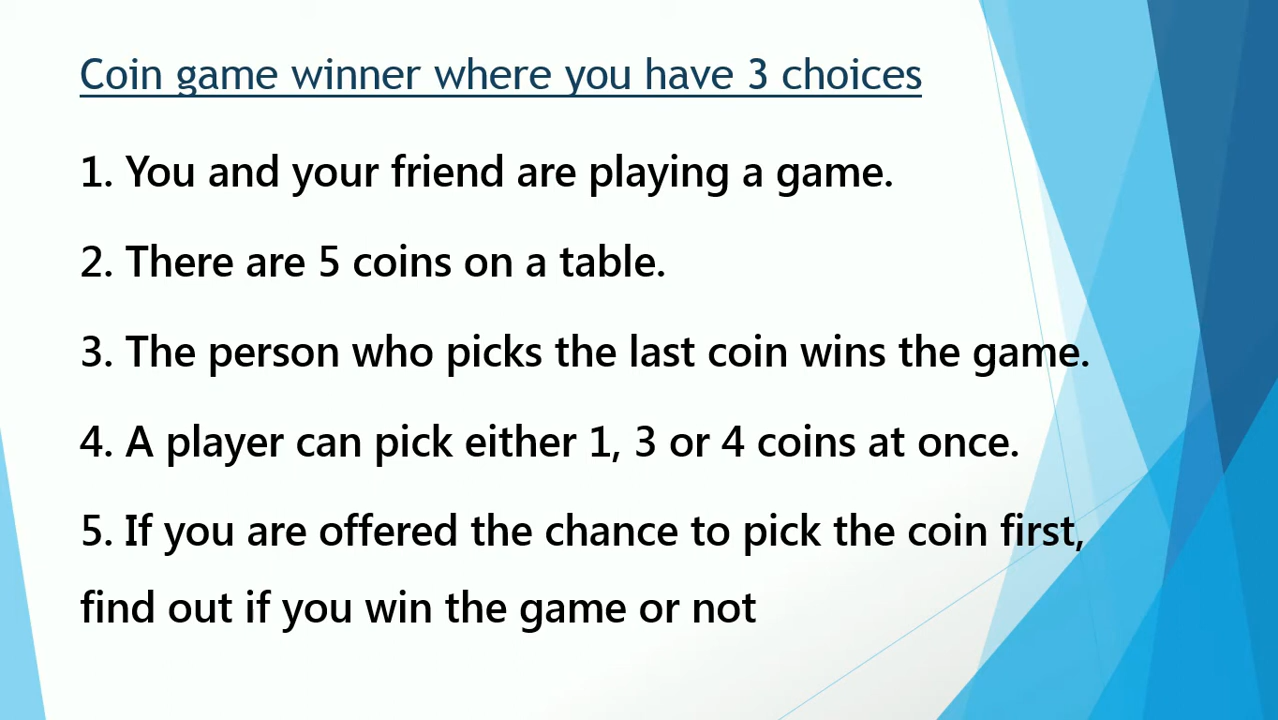 Coin game winner where you have 3 choices
1. You and your friend are playing a game.
2. There are 5 coins on a table.
3. The person who picks the last coin wins the game.
4. A player can pick either 1, 3 or 4 coins at once.
5. If you are offered the chance to pick the coin first,
find out if you win the game or not